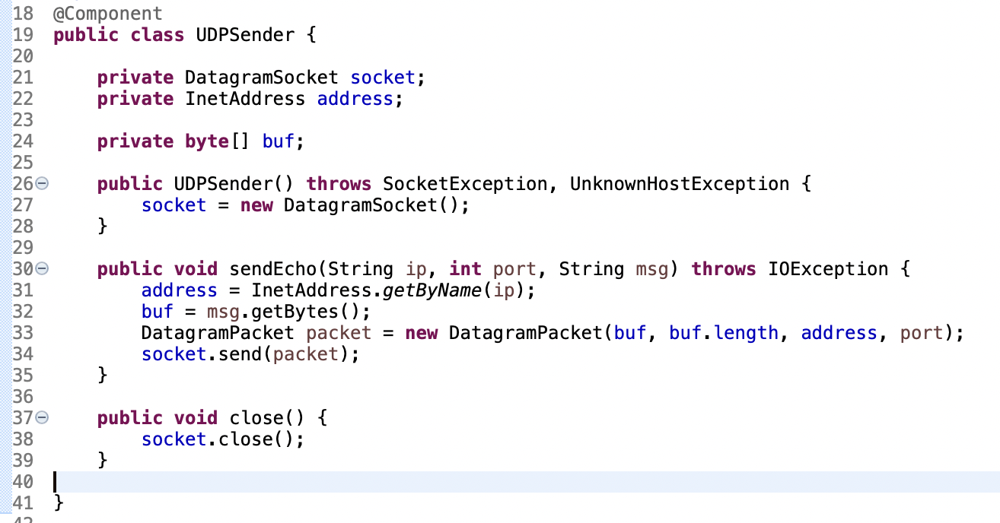 18 @Component
19 public class UDPSender {
20
21     private DatagramSocket socket;
22     private InetAddress address;
23
24     private byte[] buf;
25
26     public UDPSender() throws SocketException, UnknownHostException {
27         socket = new DatagramSocket();
28     }
29
30     public void sendEcho(String ip, int port, String msg) throws IOException {
31         address = InetAddress.getByName(ip);
32         buf = msg.getBytes();
33         DatagramPacket packet = new DatagramPacket(buf, buf.length, address, port);
34         socket.send(packet);
35     }
36
37     public void close() {
38         socket.close();
39     }
40
41 }